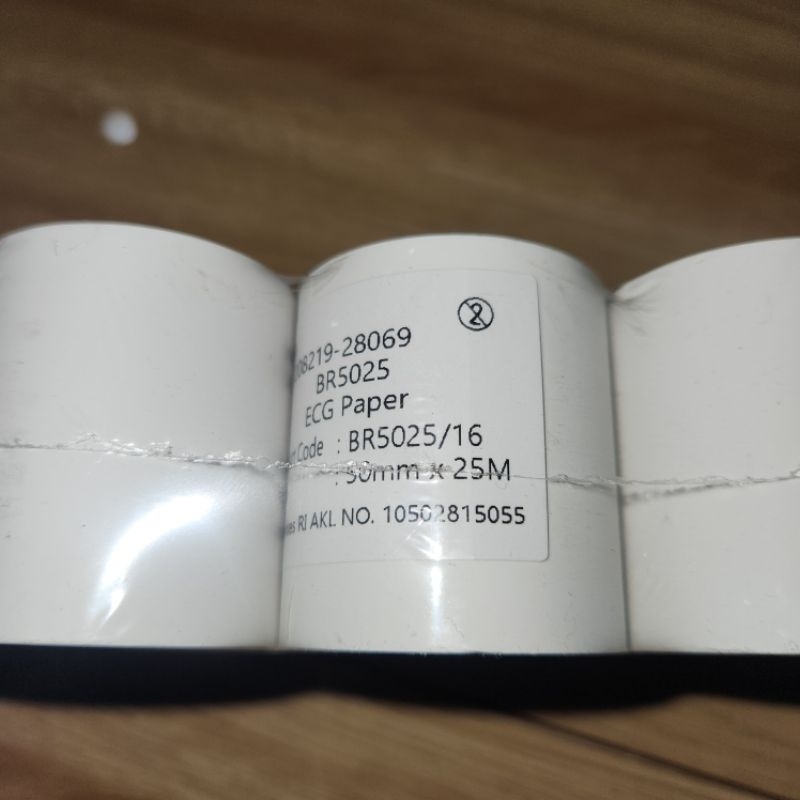 2
08219-28069
BR5025
ECG Paper
Code : BR5025/16
: 50mm x 25M
RI AKL NO. 10502815055